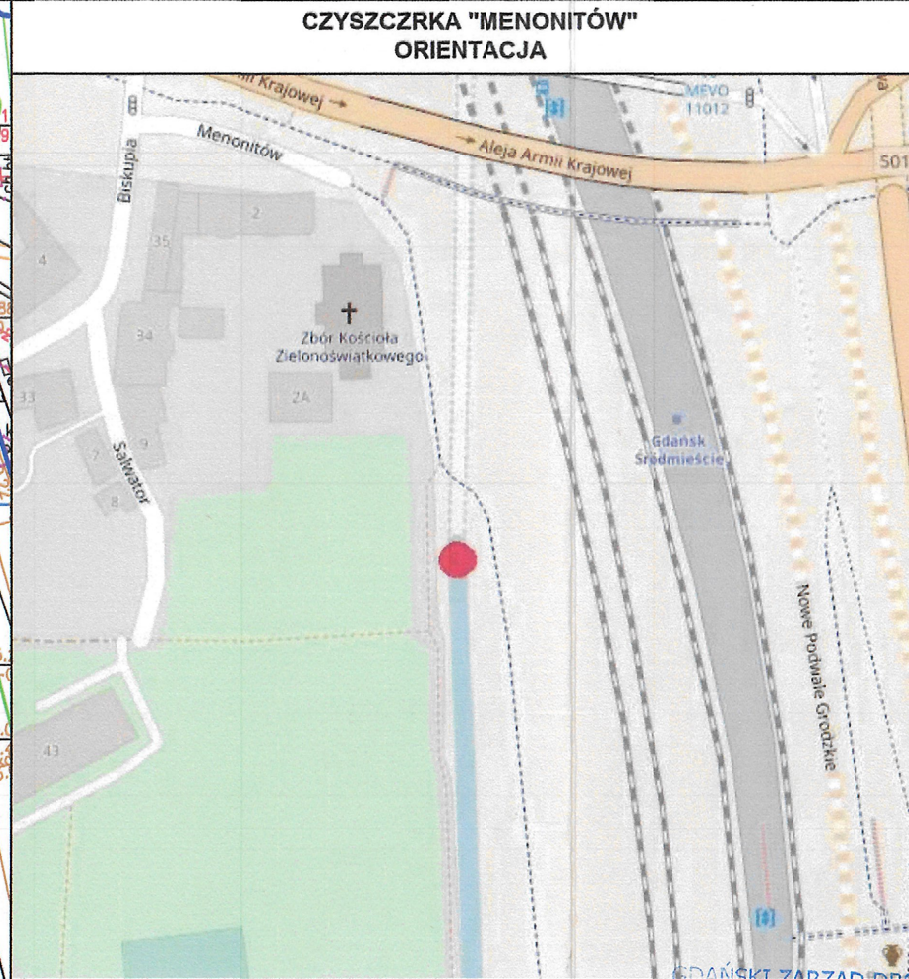 CZYSZCZRKA "MENONITÓW"
ORIENTACJA
Krajowej →
→ Aleja Armii Krajowej
MEVO
11012
501
Menonitów
Biskupia
2
35
4
34
Zbór Kościoła
Zielonoświątkowego
33
2A
9
7
8
Salwator
Gdańsk
Śródmieście
Nowe Podwale Grodzkie
43
GDAŃSKI ZARZĄD